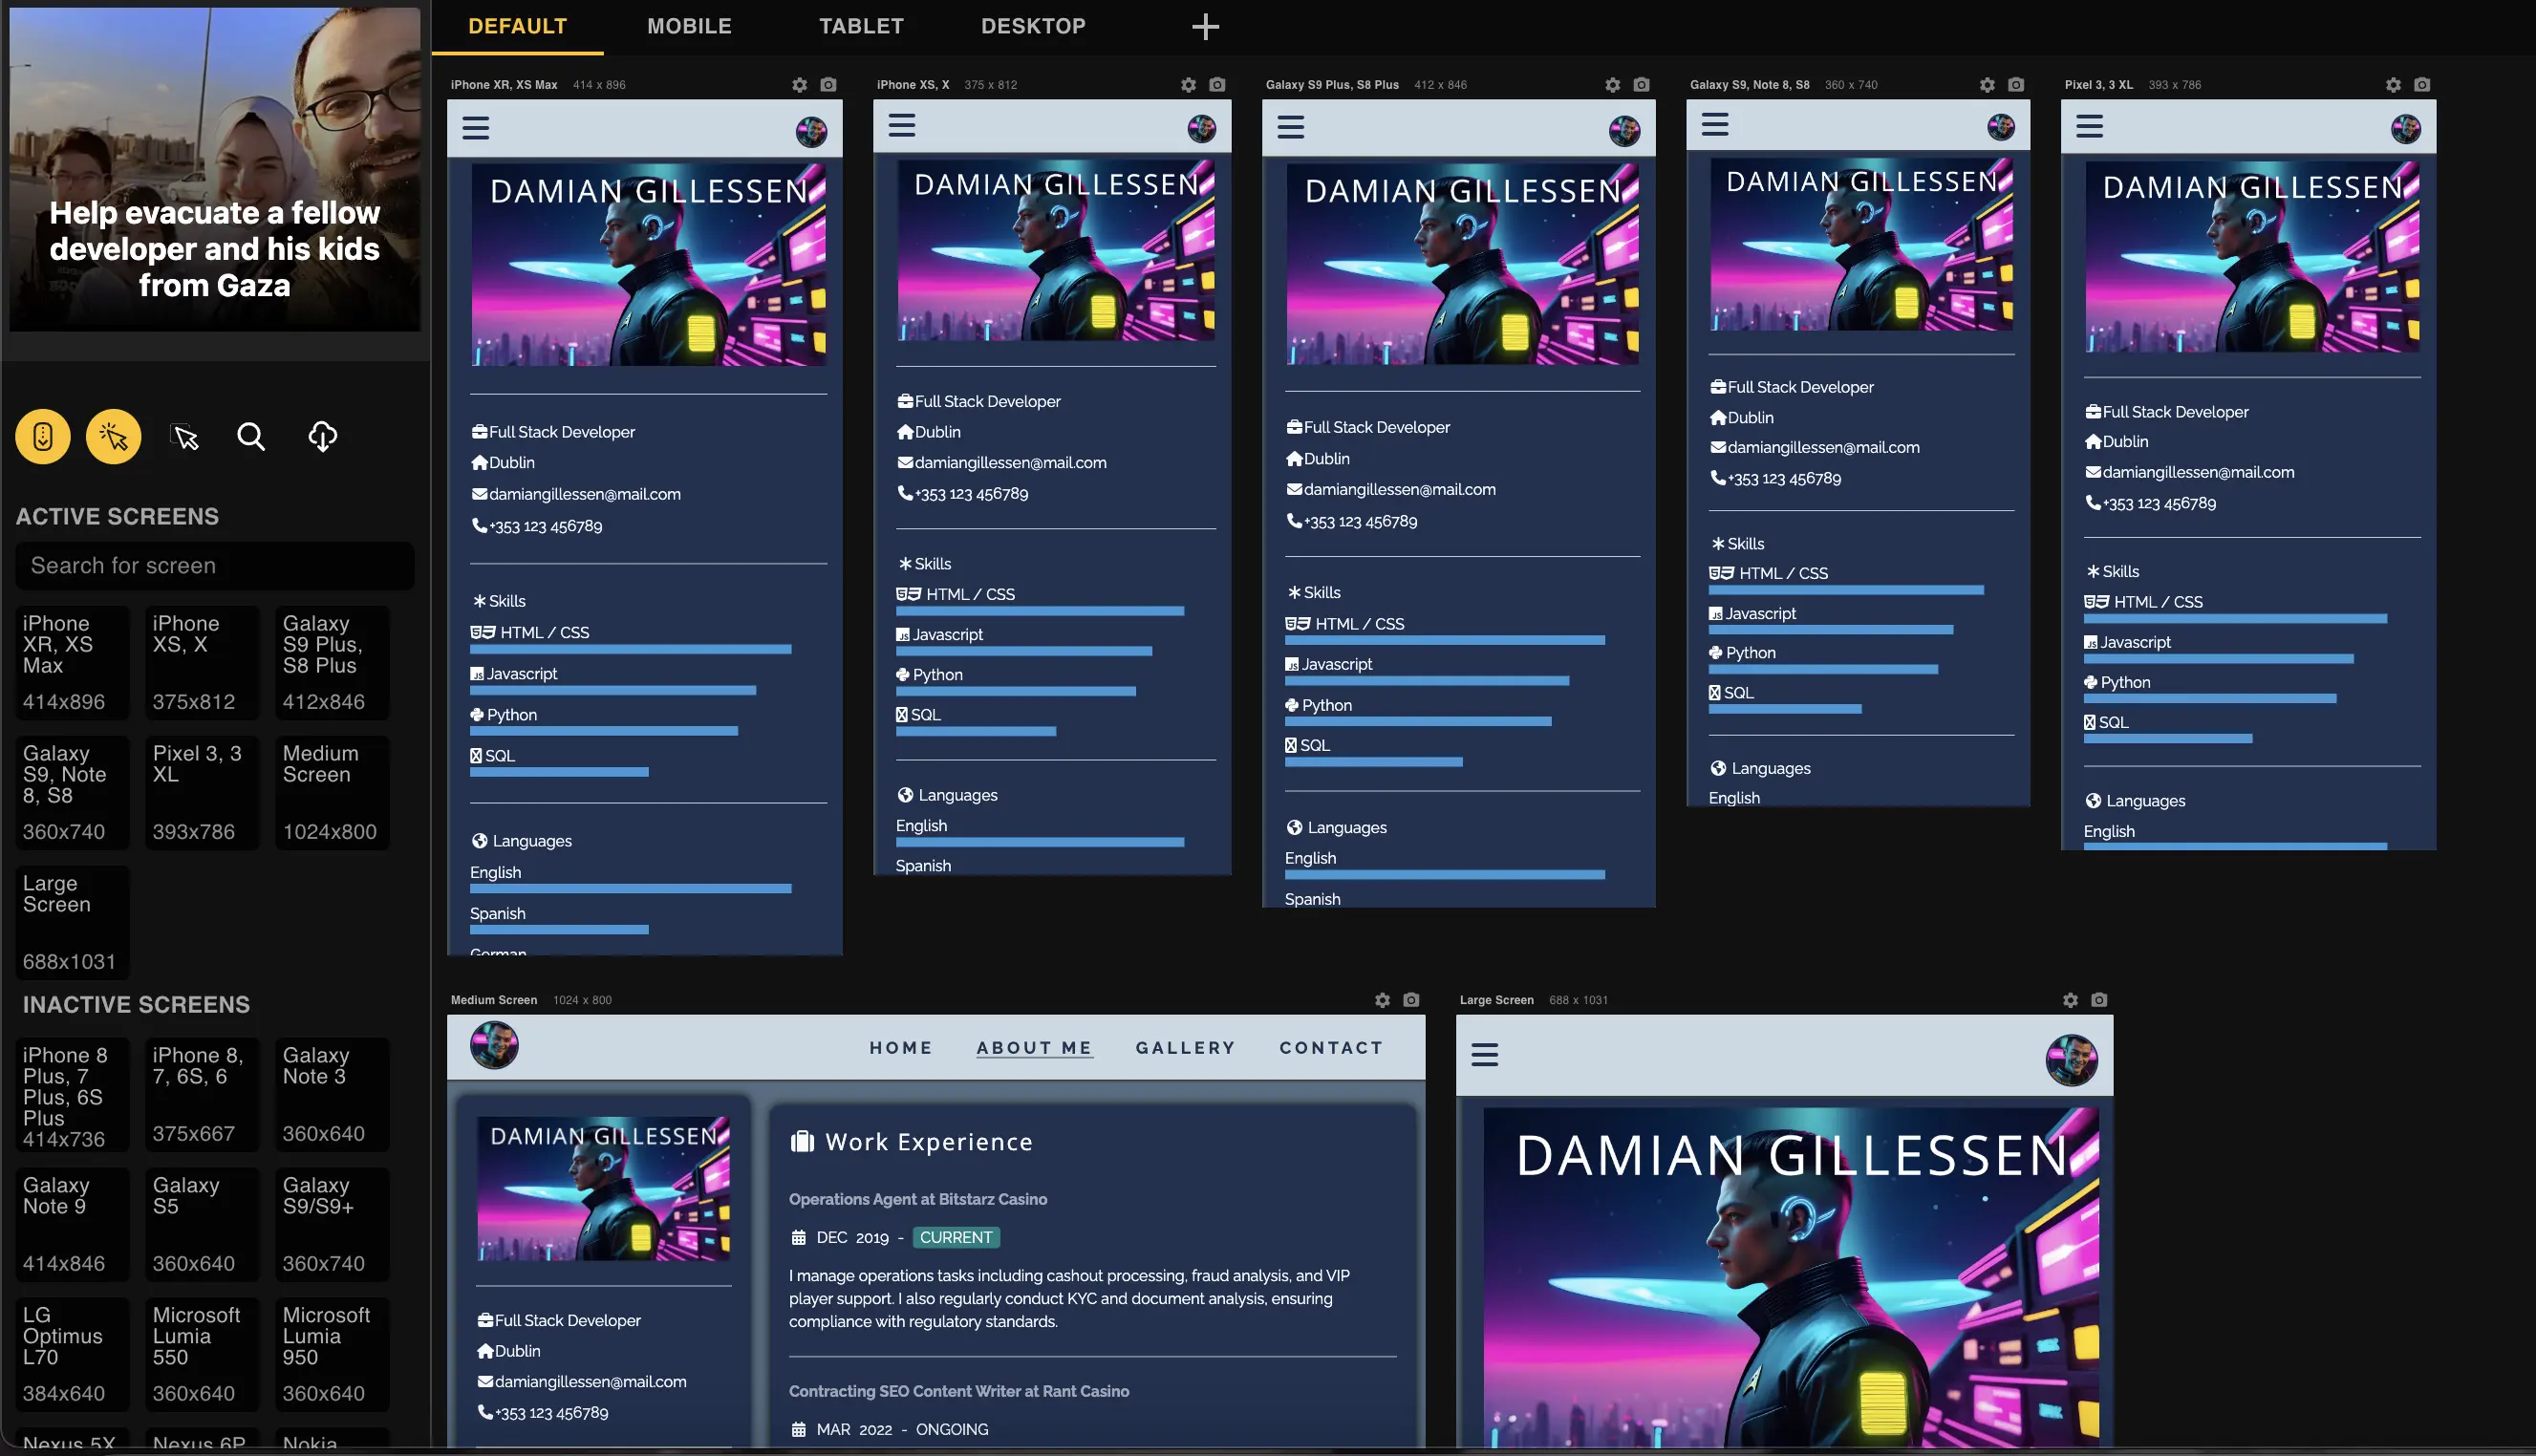 Help evacuate a fellow
developer and his kids
from Gaza
ACTIVE SCREENS
Search for screen
iPhone
XR, XS
Max
414x896
iPhone
XS, X
375x812
Galaxy
S9 Plus,
S8 Plus
412x846
Galaxy
S9, Note
8, S8
360x740
Pixel 3, 3
XL
393x786
Medium
Screen
1024x800
Large
Screen
688x1031
INACTIVE SCREENS
iPhone 8
Plus, 7
Plus, 6S
Plus
414x736
iPhone 8,
7, 6S, 6
375x667
Galaxy
Note 3
360x640
Galaxy
Note 9
414x846
Galaxy
S5
360x640
Galaxy
S9/S9+
360x740
LG
Optimus
L70
384x640
Microsoft
Lumia
550
360x640
Microsoft
Lumia
950
360x640
Nexus 5X
Nexus 6P
Nokia
DEFAULT MOBILE TABLET DESKTOP
iPhone XR, XS Max 414 x 896
DAMIAN GILLESSEN
Full Stack Developer
Dublin
damiangillessen@mail.com
+353 123 456789
Skills
HTML / CSS
JS Javascript
Python
SQL
Languages
English
Spanish
German
iPhone XS, X 375 x 812
DAMIAN GILLESSEN
Full Stack Developer
Dublin
damiangillessen@mail.com
+353 123 456789
Skills
HTML / CSS
JS Javascript
Python
SQL
Languages
English
Spanish
Galaxy S9 Plus, S8 Plus 412 x 846
DAMIAN GILLESSEN
Full Stack Developer
Dublin
damiangillessen@mail.com
+353 123 456789
Skills
HTML / CSS
JS Javascript
Python
SQL
Languages
English
Spanish
Galaxy S9, Note 8, S8 360 x 740
DAMIAN GILLESSEN
Full Stack Developer
Dublin
damiangillessen@mail.com
+353 123 456789
Skills
HTML / CSS
JS Javascript
Python
SQL
Languages
English
Pixel 3, 3 XL 393 x 786
DAMIAN GILLESSEN
Full Stack Developer
Dublin
damiangillessen@mail.com
+353 123 456789
Skills
HTML / CSS
JS Javascript
Python
SQL
Languages
English
Medium Screen 1024 x 800
HOME ABOUT ME GALLERY CONTACT
DAMIAN GILLESSEN
Full Stack Developer
Dublin
damiangillessen@mail.com
+353 123 456789
Work Experience
Operations Agent at Bitstarz Casino
DEC 2019 - CURRENT
I manage operations tasks including cashout processing, fraud analysis, and VIP
player support. I also regularly conduct KYC and document analysis, ensuring
compliance with regulatory standards.
Contracting SEO Content Writer at Rant Casino
MAR 2022 - ONGOING
Large Screen 688 x 1031
DAMIAN GILLESSEN